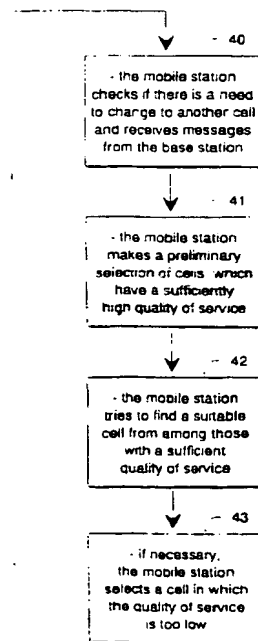 40
- the mobile station
checks if there is a need
to change to another cell
and receives messages
from the base station
41
- the mobile station
makes a preliminary
selection of cells, which
have a sufficiently
high quality of service
42
- the mobile station
tries to find a suitable
cell from among those
with a sufficient
quality of service
43
- if necessary,
the mobile station
selects a cell in which
the quality of service
is too low